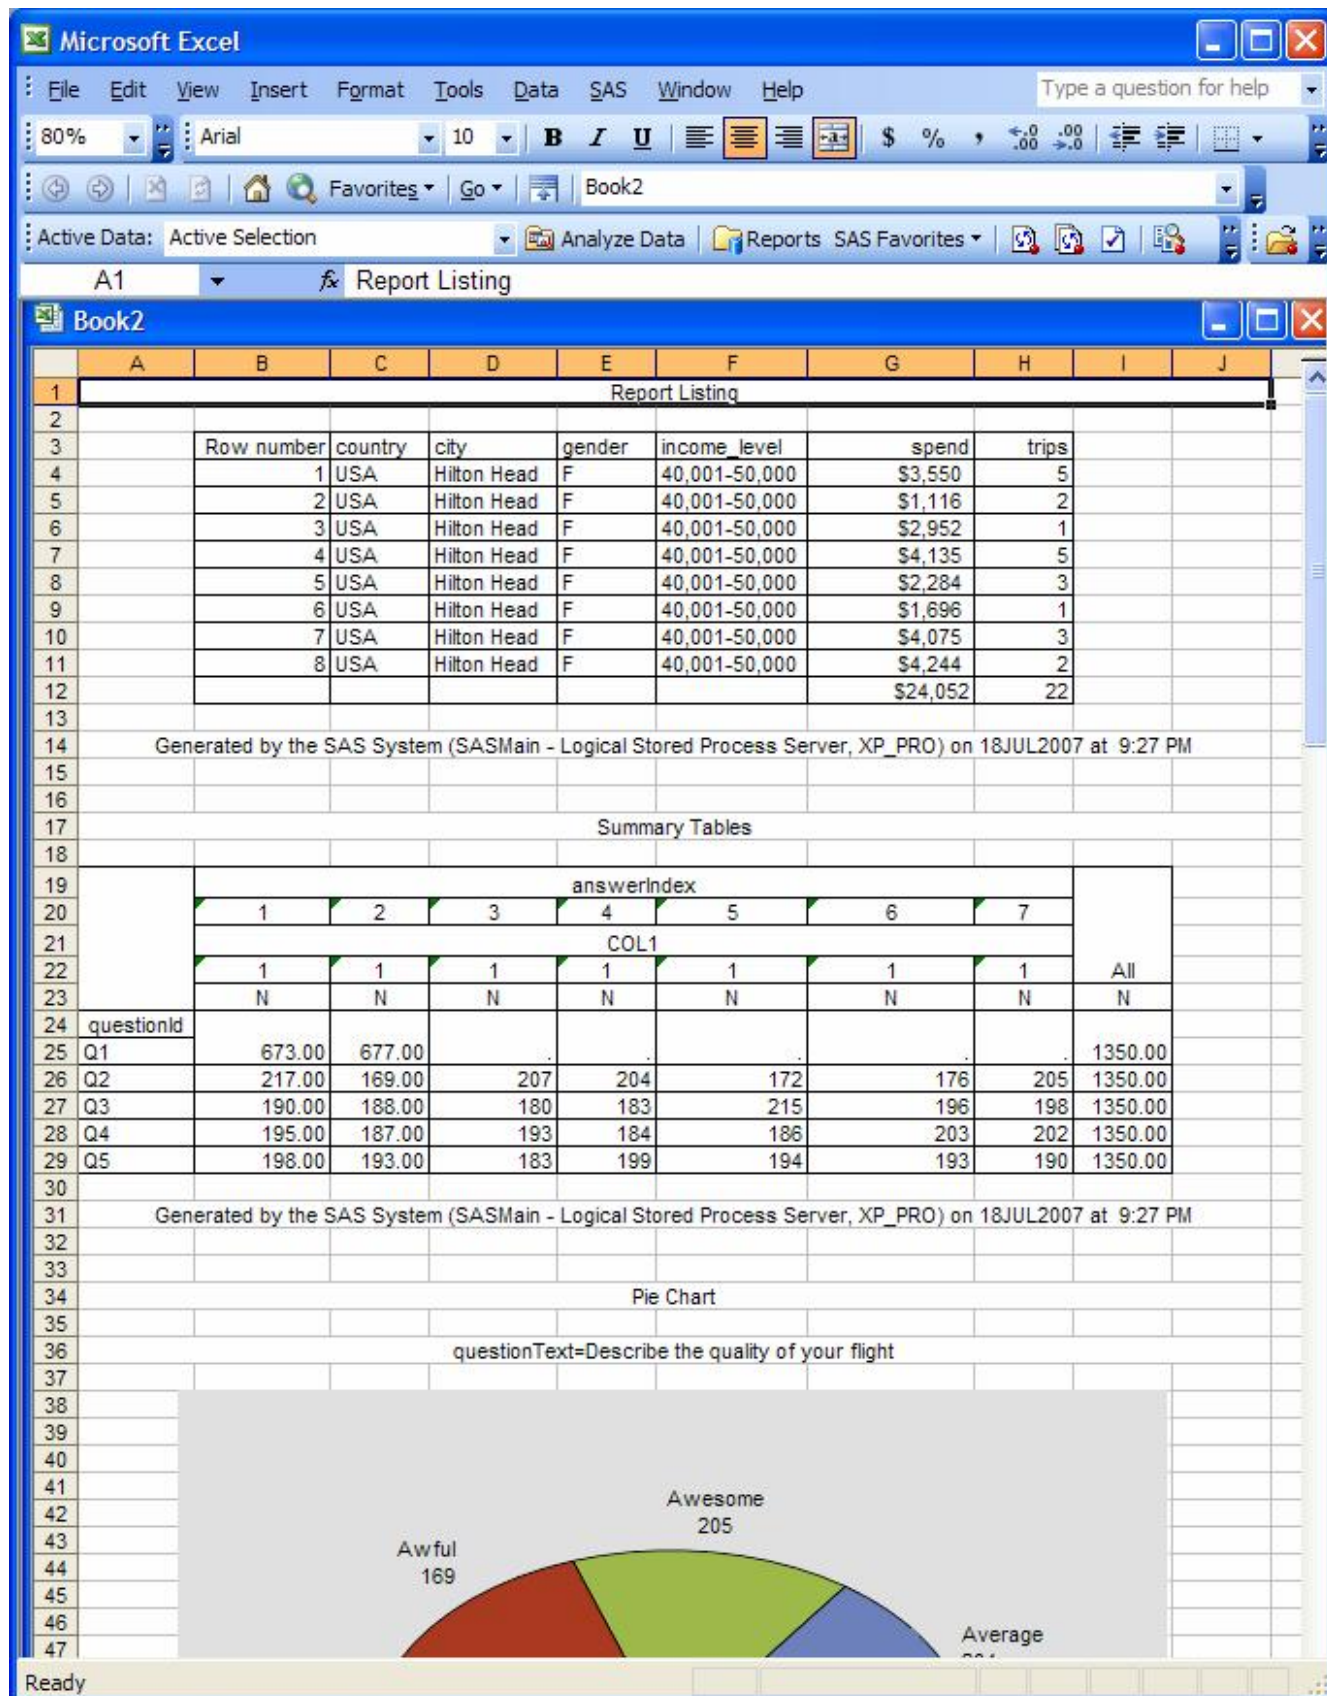 Microsoft Excel
File Edit View Insert Format Tools Data SAS Window Help Type a question for help
80% Arial 10 B I U $ % , .00 .00
Favorites Go Book2
Active Data: Active Selection Analyze Data Reports SAS Favorites
A1 fx Report Listing
Book2
A B C D E F G H I J
1 Report Listing
2
3 Row number country city gender income_level spend trips
4 1 USA Hilton Head F 40,001-50,000 $3,550 5
5 2 USA Hilton Head F 40,001-50,000 $1,116 2
6 3 USA Hilton Head F 40,001-50,000 $2,952 1
7 4 USA Hilton Head F 40,001-50,000 $4,135 5
8 5 USA Hilton Head F 40,001-50,000 $2,284 3
9 6 USA Hilton Head F 40,001-50,000 $1,696 1
10 7 USA Hilton Head F 40,001-50,000 $4,075 3
11 8 USA Hilton Head F 40,001-50,000 $4,244 2
12 $24,052 22
13
14 Generated by the SAS System (SASMain - Logical Stored Process Server, XP_PRO) on 18JUL2007 at 9:27 PM
15
16
17 Summary Tables
18
19 answerIndex
20 1 2 3 4 5 6 7
21 COL1
22 1 1 1 1 1 1 1 All
23 N N N N N N N N
24 questionId
25 Q1 673.00 677.00 . . . . . 1350.00
26 Q2 217.00 169.00 207 204 172 176 205 1350.00
27 Q3 190.00 188.00 180 183 215 196 198 1350.00
28 Q4 195.00 187.00 193 184 186 203 202 1350.00
29 Q5 198.00 193.00 183 199 194 193 190 1350.00
30
31 Generated by the SAS System (SASMain - Logical Stored Process Server, XP_PRO) on 18JUL2007 at 9:27 PM
32
33
34 Pie Chart
35
36 questionText=Describe the quality of your flight
37
38
39
40
41
42 Awesome
43 205
44 Awful
45 169
46
47 Average
Ready